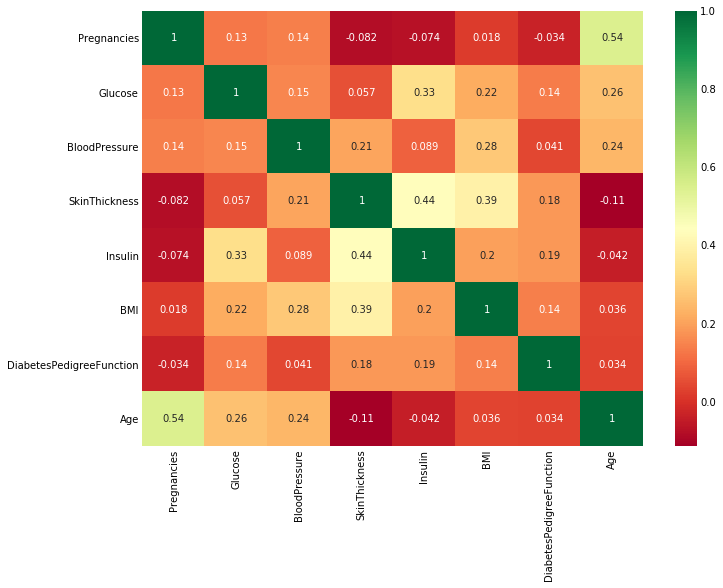 Pregnancies 1 0.13 0.14 -0.082 -0.074 0.018 -0.034 0.54
Glucose 0.13 1 0.15 0.057 0.33 0.22 0.14 0.26
BloodPressure 0.14 0.15 1 0.21 0.089 0.28 0.041 0.24
SkinThickness -0.082 0.057 0.21 1 0.44 0.39 0.18 -0.11
Insulin -0.074 0.33 0.089 0.44 1 0.2 0.19 -0.042
BMI 0.018 0.22 0.28 0.39 0.2 1 0.14 0.036
DiabetesPedigreeFunction -0.034 0.14 0.041 0.18 0.19 0.14 1 0.034
Age 0.54 0.26 0.24 -0.11 -0.042 0.036 0.034 1
Pregnancies
Glucose
BloodPressure
SkinThickness
Insulin
BMI
DiabetesPedigreeFunction
Age
1.0
0.8
0.6
0.4
0.2
0.0